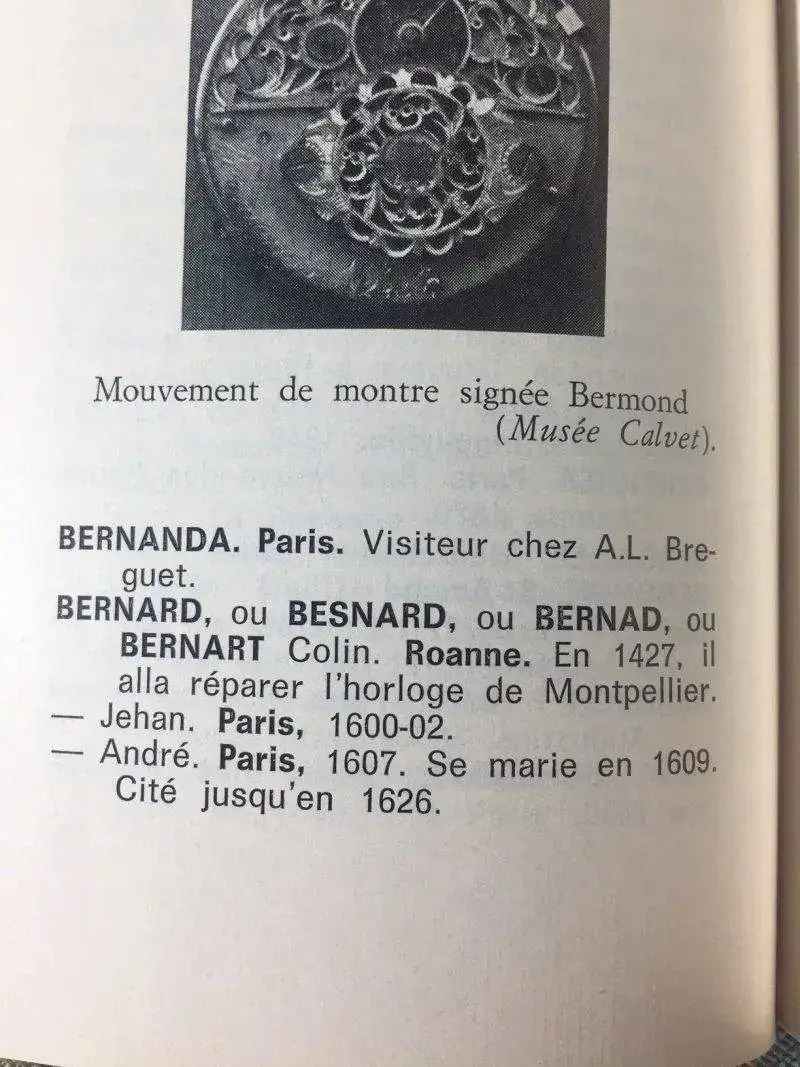 Mouvement de montre signée Bermond
(Musée Calvet).
BERNANDA. Paris. Visiteur chez A.L. Bre-
guet.
BERNARD, ou BESNARD, ou BERNAD, ou
BERNART Colin. Roanne. En 1427, il
alla réparer l'horloge de Montpellier.
— Jehan. Paris, 1600-02.
— André. Paris, 1607. Se marie en 1609.
Cité jusqu'en 1626.